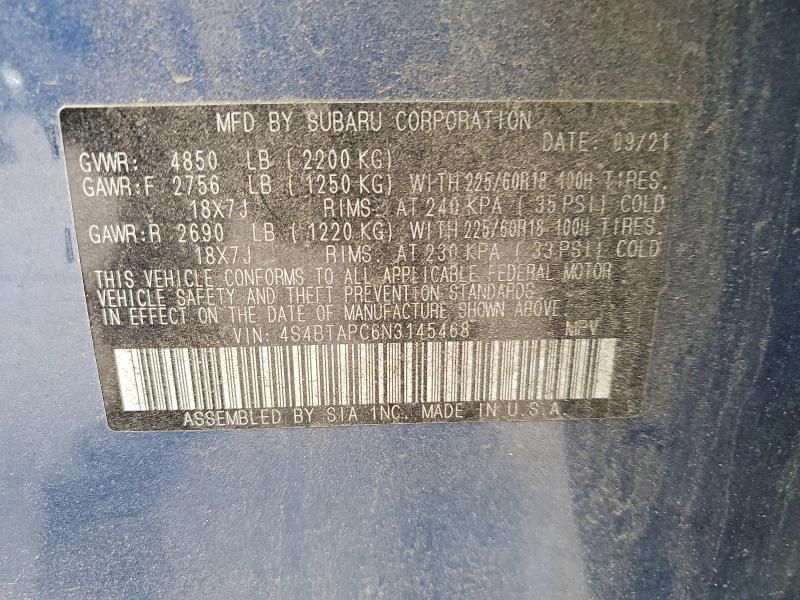 MFD BY SUBARU CORPORATION DATE: 09/21
GVWR: 4850 LB (2200 KG)
GAWR:F 2756 LB (1250 KG) WITH 225/60R18 100H TIRES.
18X7J RIMS. AT 240 KPA (35 PSI) COLD
GAWR:R 2690 LB (1220 KG) WITH 225/60R18 100H TIRES.
18X7J RIMS. AT 230 KPA (33 PSI) COLD
THIS VEHICLE CONFORMS TO ALL APPLICABLE FEDERAL MOTOR
VEHICLE SAFETY AND THEFT PREVENTION STANDARDS
IN EFFECT ON THE DATE OF MANUFACTURE SHOWN ABOVE.
VIN: 4S4BTAPC6N3145468 MPV
ASSEMBLED BY SIA INC. MADE IN U.S.A.